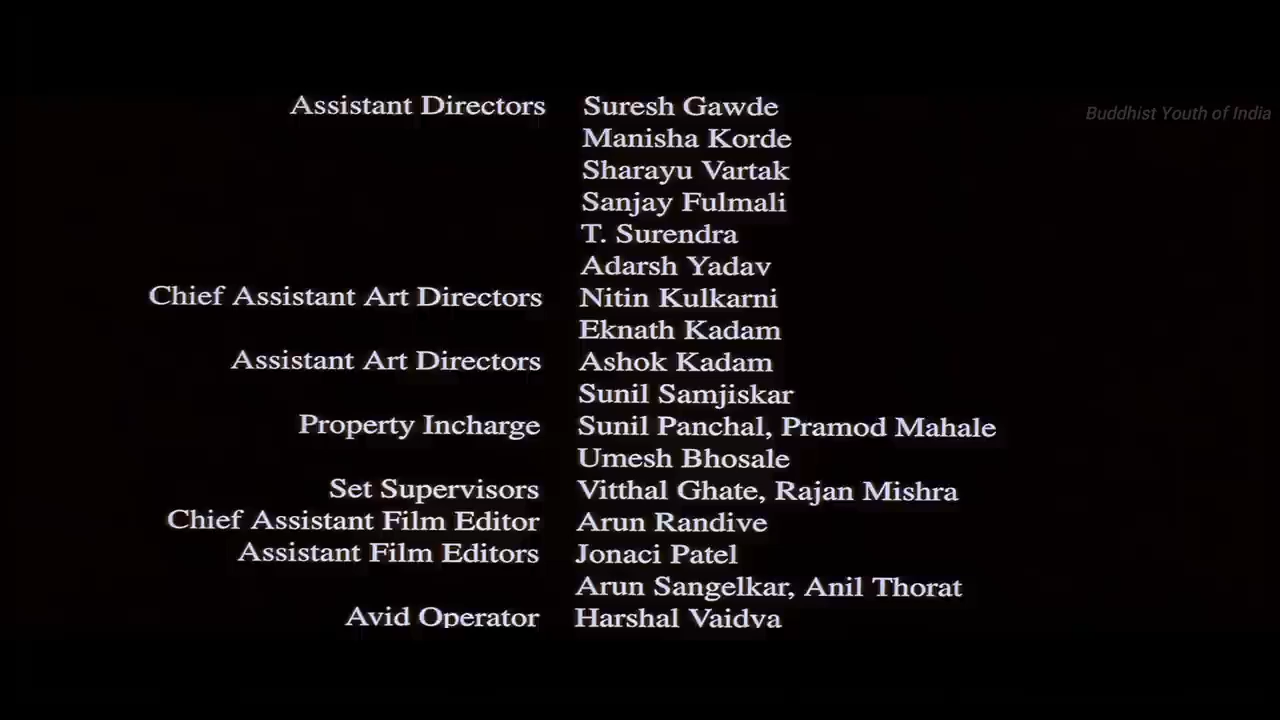 Assistant Directors Suresh Gawde
Buddhist Youth of India
Manisha Korde
Sharayu Vartak
Sanjay Fulmali
T. Surendra
Adarsh Yadav
Chief Assistant Art Directors Nitin Kulkarni
Eknath Kadam
Assistant Art Directors Ashok Kadam
Sunil Samjiskar
Property Incharge Sunil Panchal, Pramod Mahale
Umesh Bhosale
Set Supervisors Vitthal Ghate, Rajan Mishra
Chief Assistant Film Editor Arun Randive
Assistant Film Editors Jonaci Patel
Arun Sangelkar, Anil Thorat
Avid Operator Harshal Vaidya